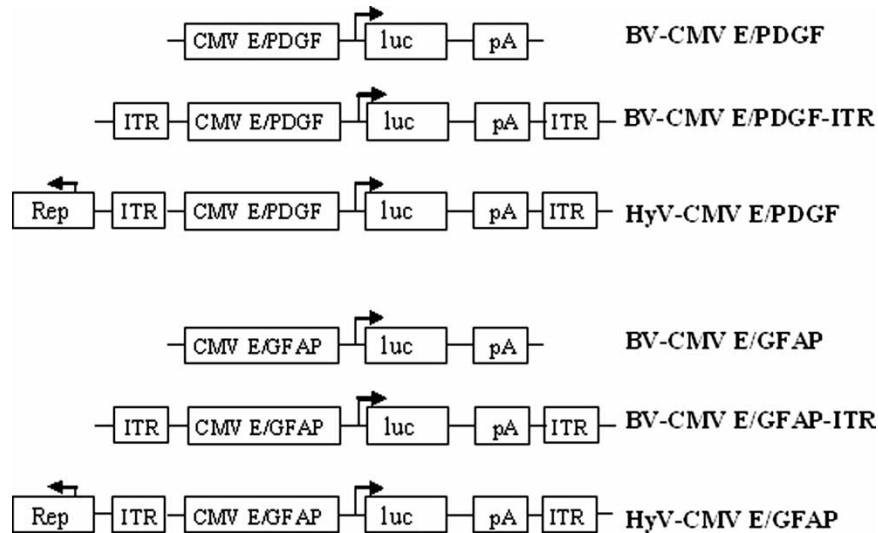 CMV E/PDGF luc pA BV-CMV E/PDGF
ITR CMV E/PDGF luc pA ITR BV-CMV E/PDGF-ITR
Rep ITR CMV E/PDGF luc pA ITR HyV-CMV E/PDGF
CMV E/GFAP luc pA BV-CMV E/GFAP
ITR CMV E/GFAP luc pA ITR BV-CMV E/GFAP-ITR
Rep ITR CMV E/GFAP luc pA ITR HyV-CMV E/GFAP